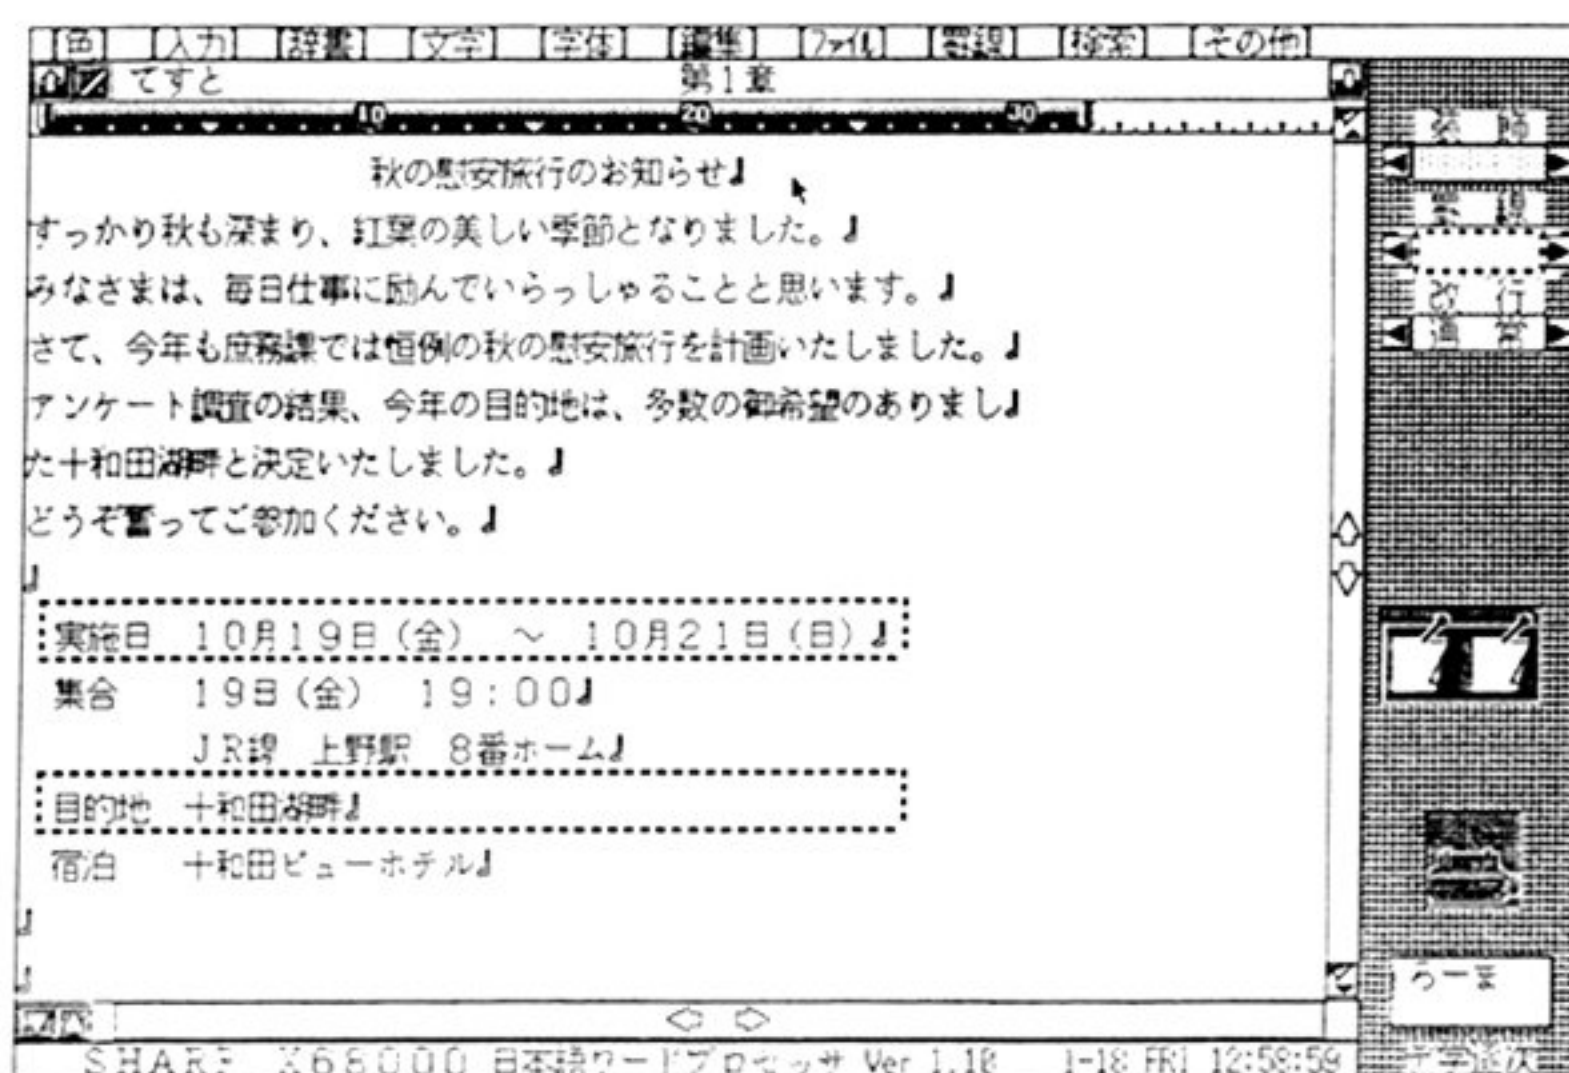 [色] [入力] [辞書] [文字] [字体] [編集] [ファイル] [罫線] [検索] [その他]
てすと 第1章
10 20 30
秋の慰安旅行のお知らせ
すっかり秋も深まり、紅葉の美しい季節となりました。
みなさまは、毎日仕事に励んでいらっしゃることと思います。
さて、今年も庶務課では恒例の秋の慰安旅行を計画いたしました。
アンケート調査の結果、今年の目的地は、多数の御希望のありまし
た十和田湖畔と決定いたしました。
どうぞ奮ってご参加ください。
実施日 10月19日(金) ~ 10月21日(日)
集合 19日(金) 19:00
JR線 上野駅 8番ホーム
目的地 十和田湖畔
宿泊 十和田ビューホテル
装飾
罫線
改行
通常
ろーま
SHARP X68000 日本語ワードプロセッサ Ver 1.10 1-18 FRI 12:58:59